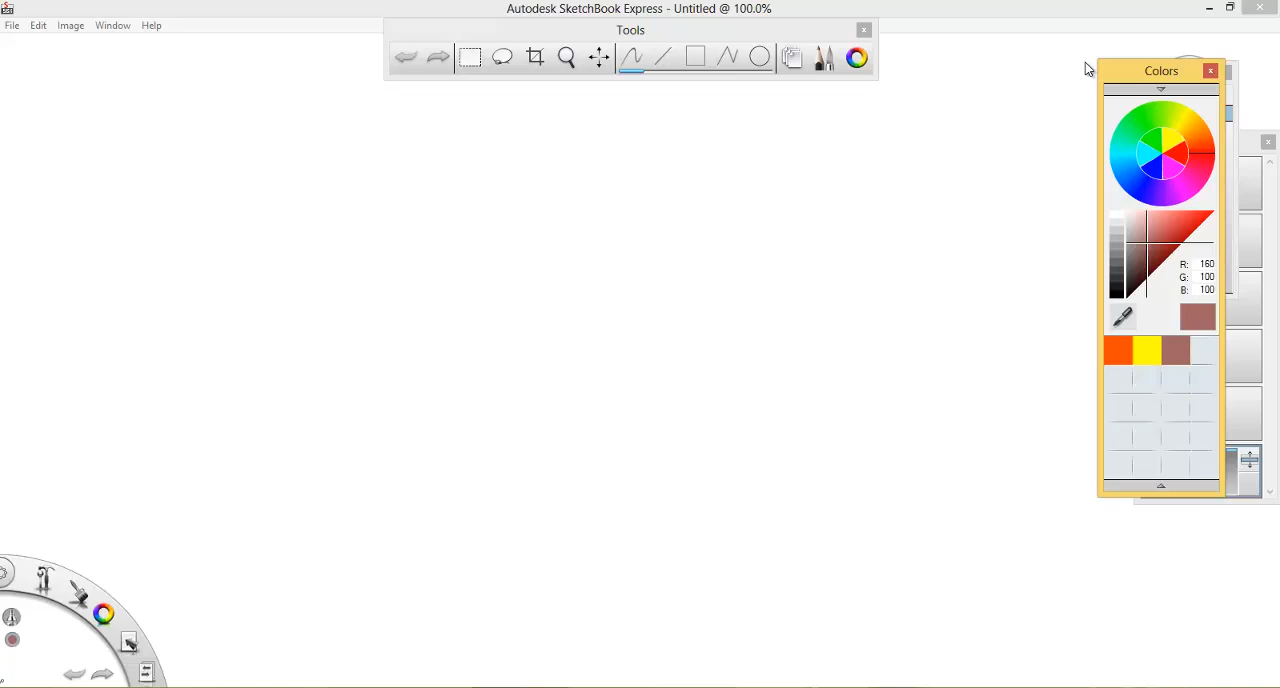 Autodesk SketchBook Express - Untitled @ 100.0%
File Edit Image Window Help
Tools
Colors
R: 160
G: 100
B: 100